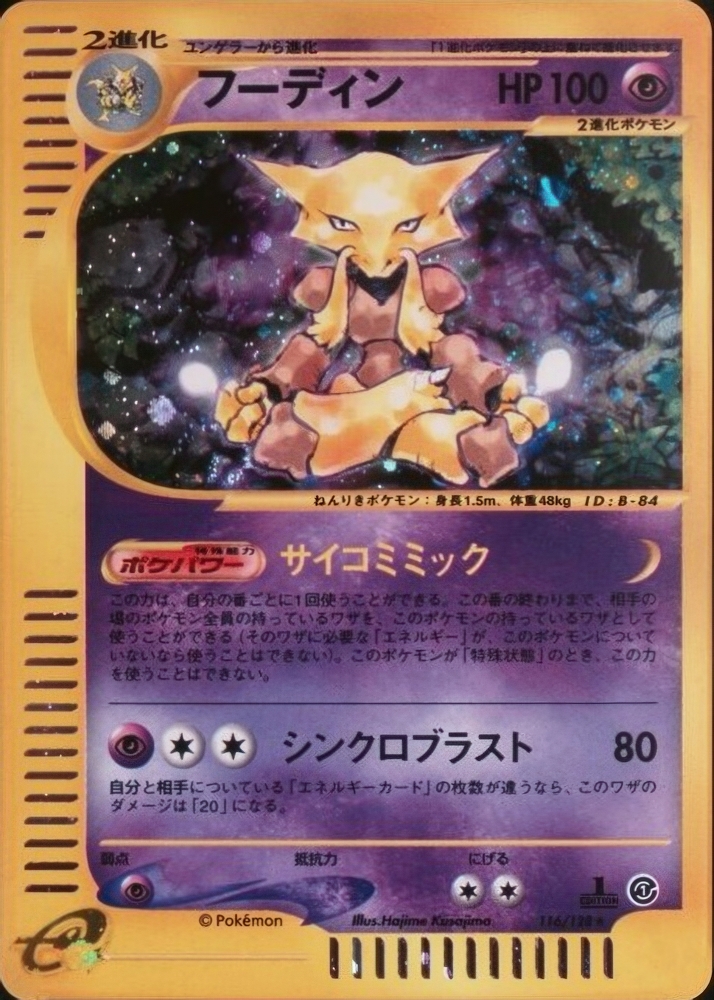 2進化 ユンゲラーから進化
フーディン HP100
2進化ポケモン
ねんりきポケモン：身長1.5m、体重48kg ID:B-84
ポケパワー 特殊能力 サイコミミック
この力は、自分の番ごとに1回使うことができる。この番の終わりまで、相手の
場のポケモン全員の持っているワザを、このポケモンの持っているワザとして
使うことができる（そのワザに必要な「エネルギー」が、このポケモンについて
いないなら使うことはできない）。このポケモンが「特殊状態」のとき、この力
を使うことはできない。
シンクロブラスト 80
自分と相手についている「エネルギーカード」の枚数が違うなら、このワザの
ダメージは「20」になる。
弱点 抵抗力 にげる
1 EDITION 1
©Pokémon Illus.Hajime Kusajima 116/128★
e